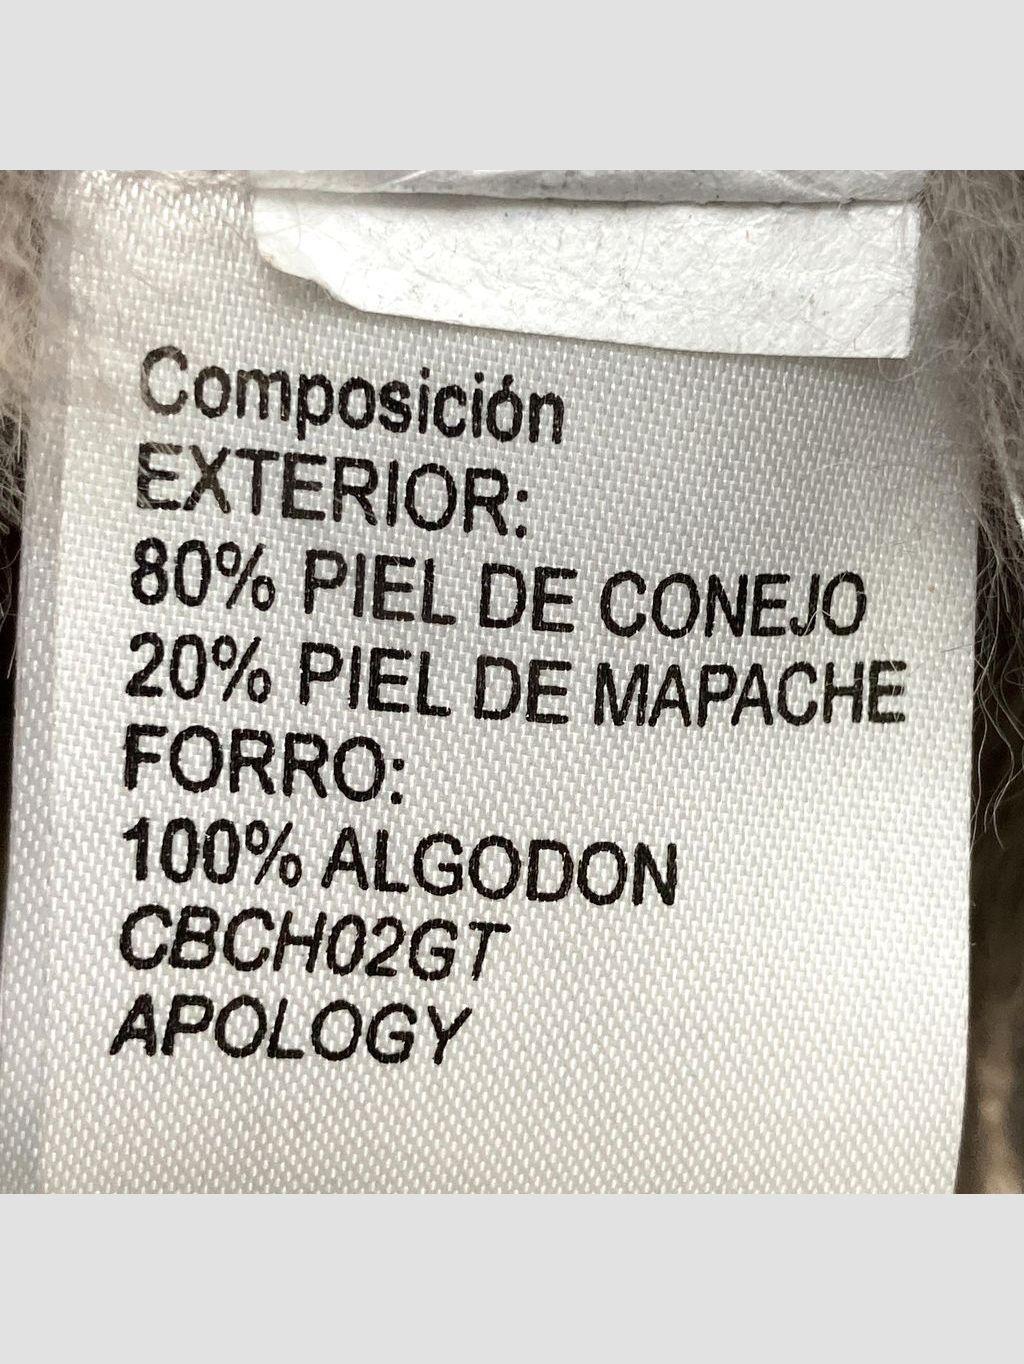 Composición
EXTERIOR:
80% PIEL DE CONEJO
20% PIEL DE MAPACHE
FORRO:
100% ALGODON
CBCH02GT
APOLOGY